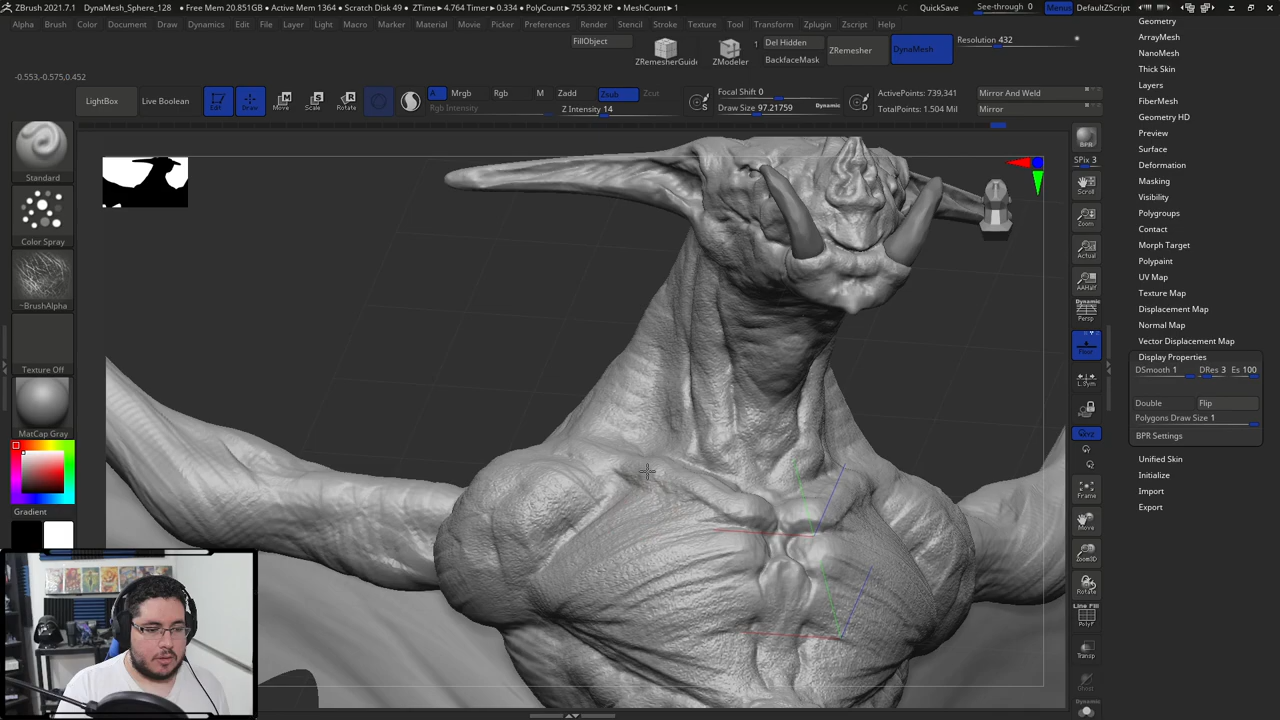 ZBrush 2021.7.1 DynaMesh_Sphere_128 • Free Mem 20.851GB • Active Mem 1364 • Scratch Disk 49 • ZTime▸4.764 Timer▸0.334 • PolyCount▸755.392 KP • MeshCount▸1 AC QuickSave See-through 0 Menus DefaultZScript
Alpha Brush Color Document Draw Dynamics Edit File Layer Light Macro Marker Material Movie Picker Preferences Render Stencil Stroke Texture Tool Transform Zplugin Zscript Help
-0.553,-0.575,0.452
FillObject
ZRemesherGuide
ZModeler
1
Del Hidden
BackfaceMask
ZRemesher
DynaMesh
Resolution 432
LightBox
Live Boolean
Edit
Draw
Move
Scale
Rotate
A
Mrgb
Rgb
M
Rgb Intensity
Zadd
Zsub
Zcut
Z Intensity 14
S
Focal Shift 0
Draw Size 97.21759
Dynamic
S
ActivePoints: 739,341
TotalPoints: 1.504 Mil
Mirror And Weld
Mirror
Standard
Color Spray
~BrushAlpha
Texture Off
MatCap Gray
Gradient
BPR
SPix 3
Scroll
Zoom
Actual
AAHalf
Dynamic
Persp
Floor
L.Sym
Frame
Move
Zoom3D
Rotate
Line Fill
PolyF
Transp
Ghost
Dynamic
Geometry
ArrayMesh
NanoMesh
Thick Skin
Layers
FiberMesh
Geometry HD
Preview
Surface
Deformation
Masking
Visibility
Polygroups
Contact
Morph Target
Polypaint
UV Map
Texture Map
Displacement Map
Normal Map
Vector Displacement Map
Display Properties
DSmooth 1 DRes 3 Es 100
Double Flip
Polygons Draw Size 1
BPR Settings
Unified Skin
Initialize
Import
Export